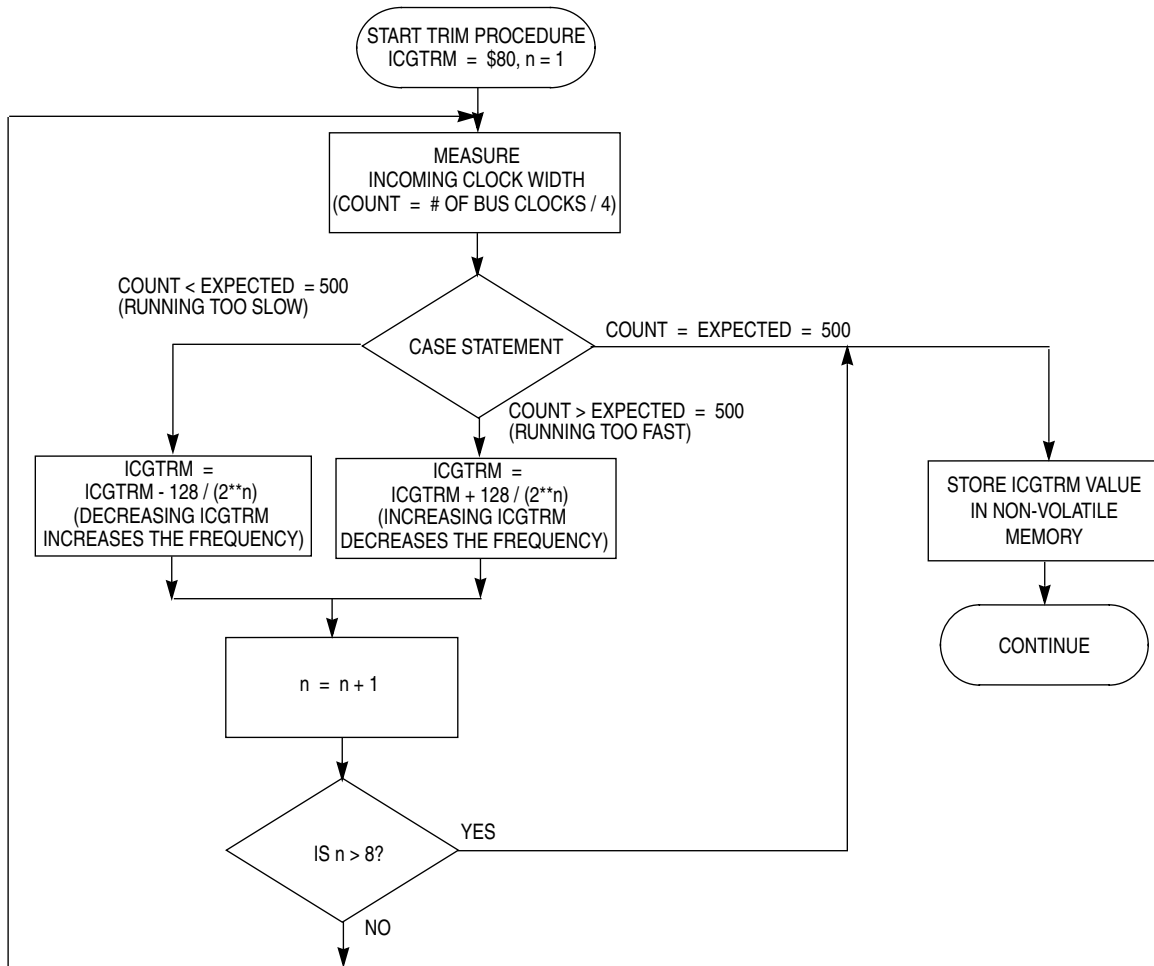 START TRIM PROCEDURE
ICGTRM = $80, n = 1
MEASURE
INCOMING CLOCK WIDTH
(COUNT = # OF BUS CLOCKS / 4)
COUNT < EXPECTED = 500
(RUNNING TOO SLOW)
CASE STATEMENT
COUNT = EXPECTED = 500
COUNT > EXPECTED = 500
(RUNNING TOO FAST)
ICGTRM =
ICGTRM - 128 / (2**n)
(DECREASING ICGTRM
INCREASES THE FREQUENCY)
ICGTRM =
ICGTRM + 128 / (2**n)
(INCREASING ICGTRM
DECREASES THE FREQUENCY)
STORE ICGTRM VALUE
IN NON-VOLATILE
MEMORY
CONTINUE
n = n + 1
IS n > 8?
YES
NO